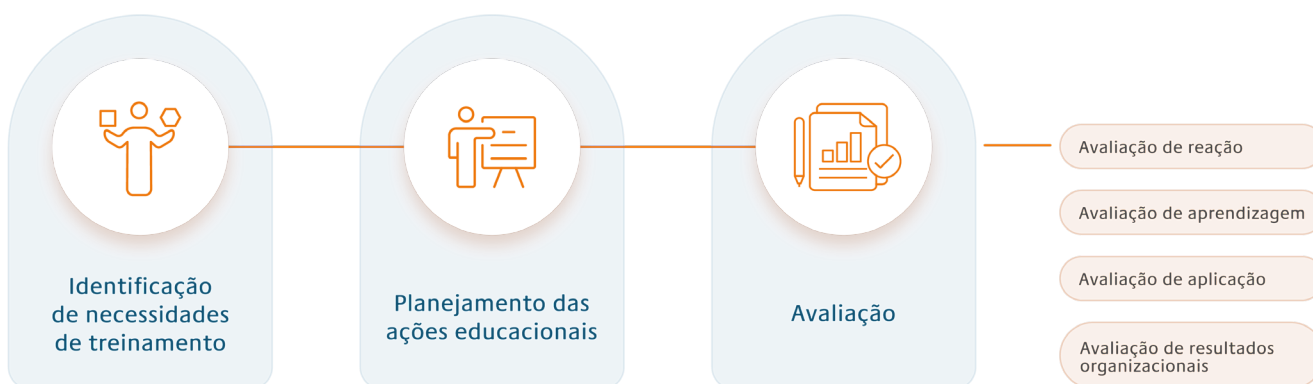 Identificação
de necessidades
de treinamento
Planejamento das
ações educacionais
Avaliação
Avaliação de reação
Avaliação de aprendizagem
Avaliação de aplicação
Avaliação de resultados
organizacionais